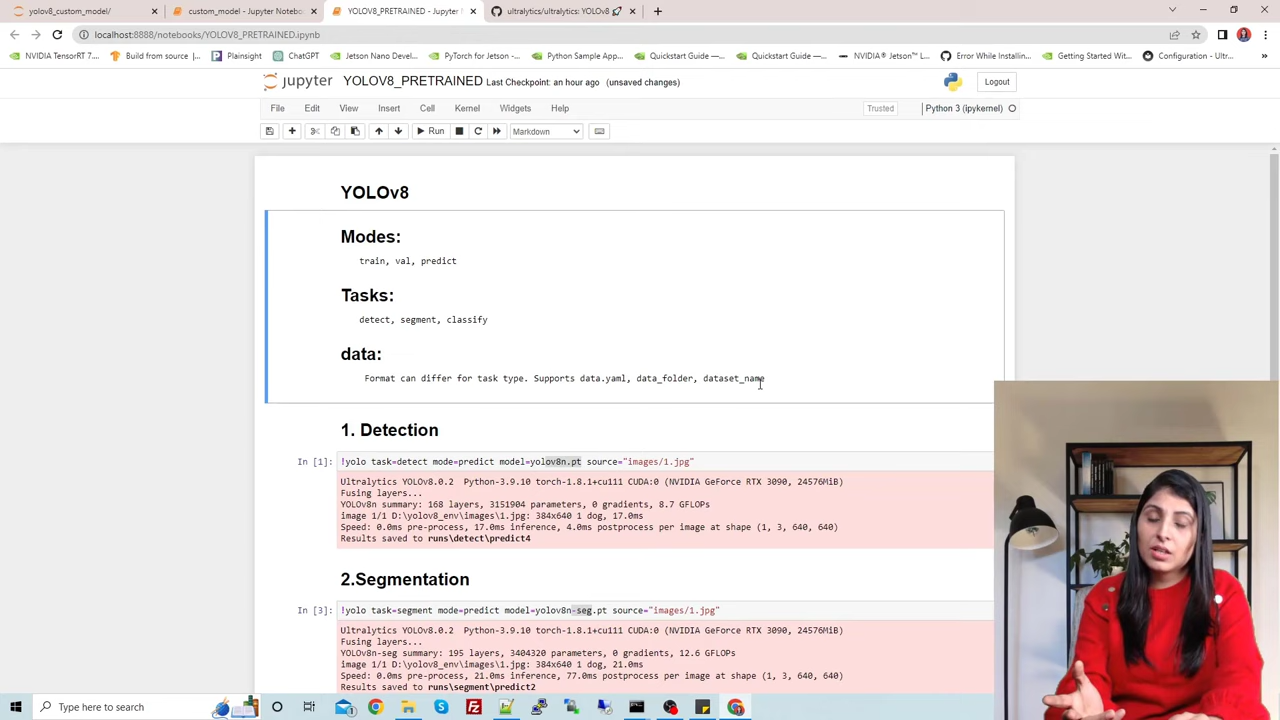 yolov8_custom_model/
custom_model - Jupyter Notebo
YOLOV8_PRETRAINED - Jupyter
ultralytics/ultralytics: YOLOv8
localhost:8888/notebooks/YOLOV8_PRETRAINED.ipynb
NVIDIA TensorRT 7....
Build from source |...
Plainsight
ChatGPT
Jetson Nano Devel...
PyTorch for Jetson -...
Python Sample App...
Quickstart Guide —...
Quickstart Guide —...
NVIDIA® Jetson™ L...
Error While Installin...
Getting Started Wit...
Configuration - Ultr...
jupyter YOLOV8_PRETRAINED Last Checkpoint: an hour ago (unsaved changes)
Logout
File Edit View Insert Cell Kernel Widgets Help
Trusted
Python 3 (ipykernel)
Run
Markdown
YOLOv8
Modes:
train, val, predict
Tasks:
detect, segment, classify
data:
Format can differ for task type. Supports data.yaml, data_folder, dataset_name
1. Detection
In [1]: !yolo task=detect mode=predict model=yolov8n.pt source="images/1.jpg"
Ultralytics YOLOv8.0.2 Python-3.9.10 torch-1.8.1+cu111 CUDA:0 (NVIDIA GeForce RTX 3090, 24576MiB)
Fusing layers...
YOLOv8n summary: 168 layers, 3151904 parameters, 0 gradients, 8.7 GFLOPs
image 1/1 D:\yolov8_env\images\1.jpg: 384x640 1 dog, 17.0ms
Speed: 0.0ms pre-process, 17.0ms inference, 4.0ms postprocess per image at shape (1, 3, 640, 640)
Results saved to runs\detect\predict4
2.Segmentation
In [3]: !yolo task=segment mode=predict model=yolov8n-seg.pt source="images/1.jpg"
Ultralytics YOLOv8.0.2 Python-3.9.10 torch-1.8.1+cu111 CUDA:0 (NVIDIA GeForce RTX 3090, 24576MiB)
Fusing layers...
YOLOv8n-seg summary: 195 layers, 3404320 parameters, 0 gradients, 12.6 GFLOPs
image 1/1 D:\yolov8_env\images\1.jpg: 384x640 1 dog, 21.0ms
Speed: 0.0ms pre-process, 21.0ms inference, 77.0ms postprocess per image at shape (1, 3, 640, 640)
Results saved to runs\segment\predict2
Type here to search